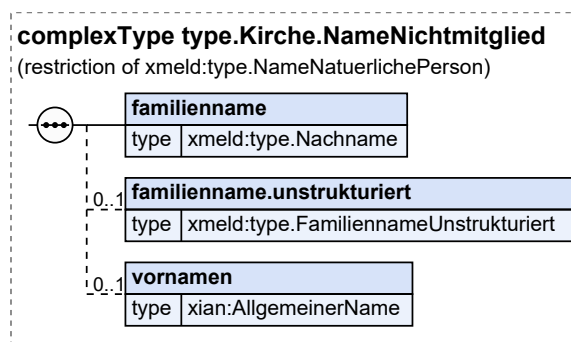 complexType type.Kirche.NameNichtmitglied
(restriction of xmeld:type.NameNatuerlichePerson)
familienname
type xmeld:type.Nachname
0..1 familienname.unstrukturiert
type xmeld:type.FamiliennameUnstrukturiert
0..1 vornamen
type xian:AllgemeinerName